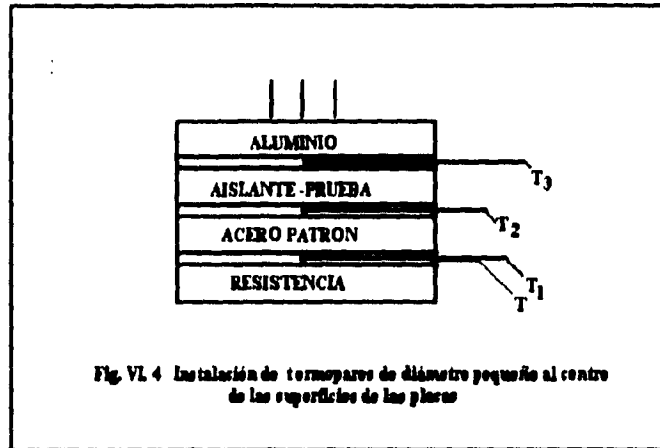 ALUMINIO
T3
AISLANTE-PRUEBA
T2
ACERO PATRON
T1
T
RESISTENCIA
Fig. VI. 4 Instalación de termopares de diámetro pequeño al centro
de las superficies de las placas